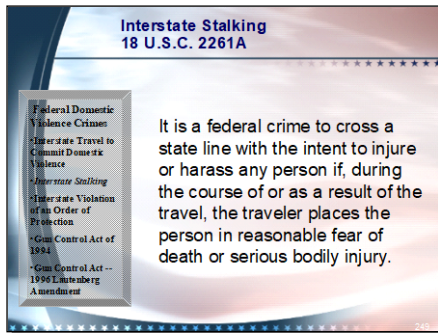 Interstate Stalking
18 U.S.C. 2261A
Federal Domestic
Violence Crimes
•Interstate Travel to
Commit Domestic
Violence
•Interstate Stalking
•Interstate Violation
of an Order of
Protection
•Gun Control Act of
1994
•Gun Control Act --
1996 Lautenberg
Amendment
It is a federal crime to cross a
state line with the intent to injure
or harass any person if, during
the course of or as a result of the
travel, the traveler places the
person in reasonable fear of
death or serious bodily injury.